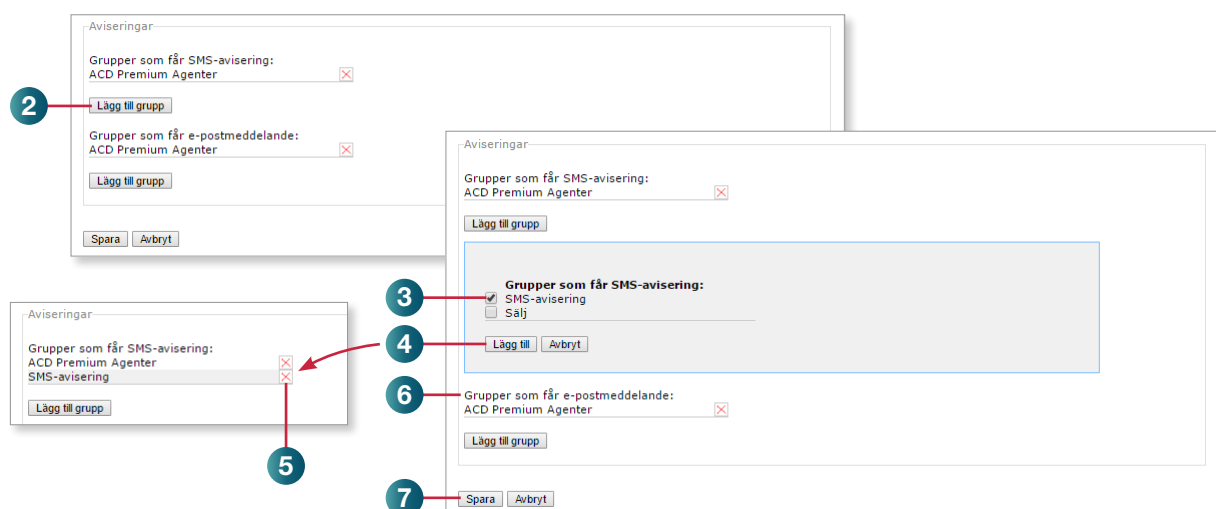 Aviseringar
Grupper som får SMS-avisering:
ACD Premium Agenter
2
Lägg till grupp
Grupper som får e-postmeddelande:
ACD Premium Agenter
Lägg till grupp
Spara Avbryt
Aviseringar
Grupper som får SMS-avisering:
ACD Premium Agenter
Lägg till grupp
Grupper som får SMS-avisering:
3 SMS-avisering
Sälj
4 Lägg till Avbryt
6 Grupper som får e-postmeddelande:
ACD Premium Agenter
Lägg till grupp
7 Spara Avbryt
Aviseringar
Grupper som får SMS-avisering:
ACD Premium Agenter
SMS-avisering
Lägg till grupp
5